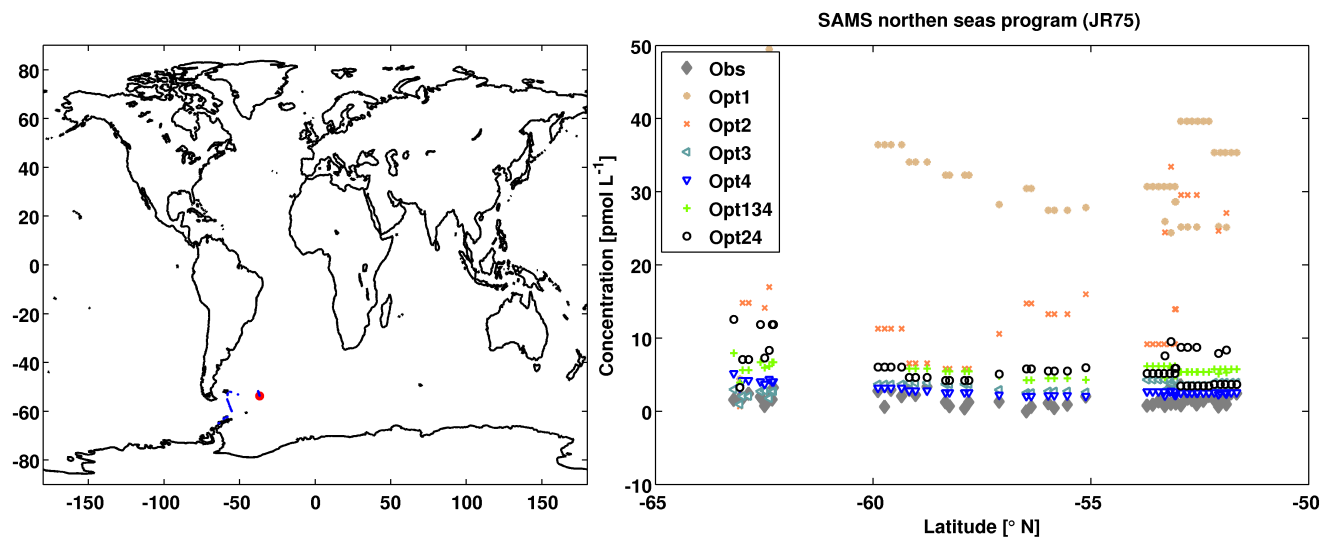 SAMS northen seas program (JR75)
80
60
40
20
0
-20
-40
-60
-80
-150
-100
-50
0
50
100
150
Concentration [pmol L-1]
50
40
30
20
10
0
-10
Obs
Opt1
Opt2
Opt3
Opt4
Opt134
Opt24
-65
-60
-55
-50
Latitude [° N]